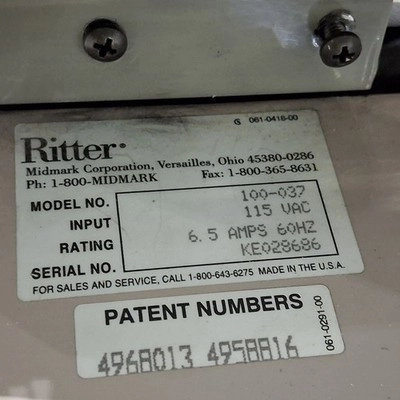 G 061-0418-00
Ritter
Midmark Corporation, Versailles, Ohio 45380-0286
Ph: 1-800-MIDMARK Fax: 1-800-365-8631
MODEL NO. 100-037
INPUT 115 VAC
RATING 6.5 AMPS 60HZ
SERIAL NO. KE028686
FOR SALES AND SERVICE, CALL 1-800-643-6275 MADE IN THE U.S.A.
PATENT NUMBERS
4968013 4958816
061-0291-00